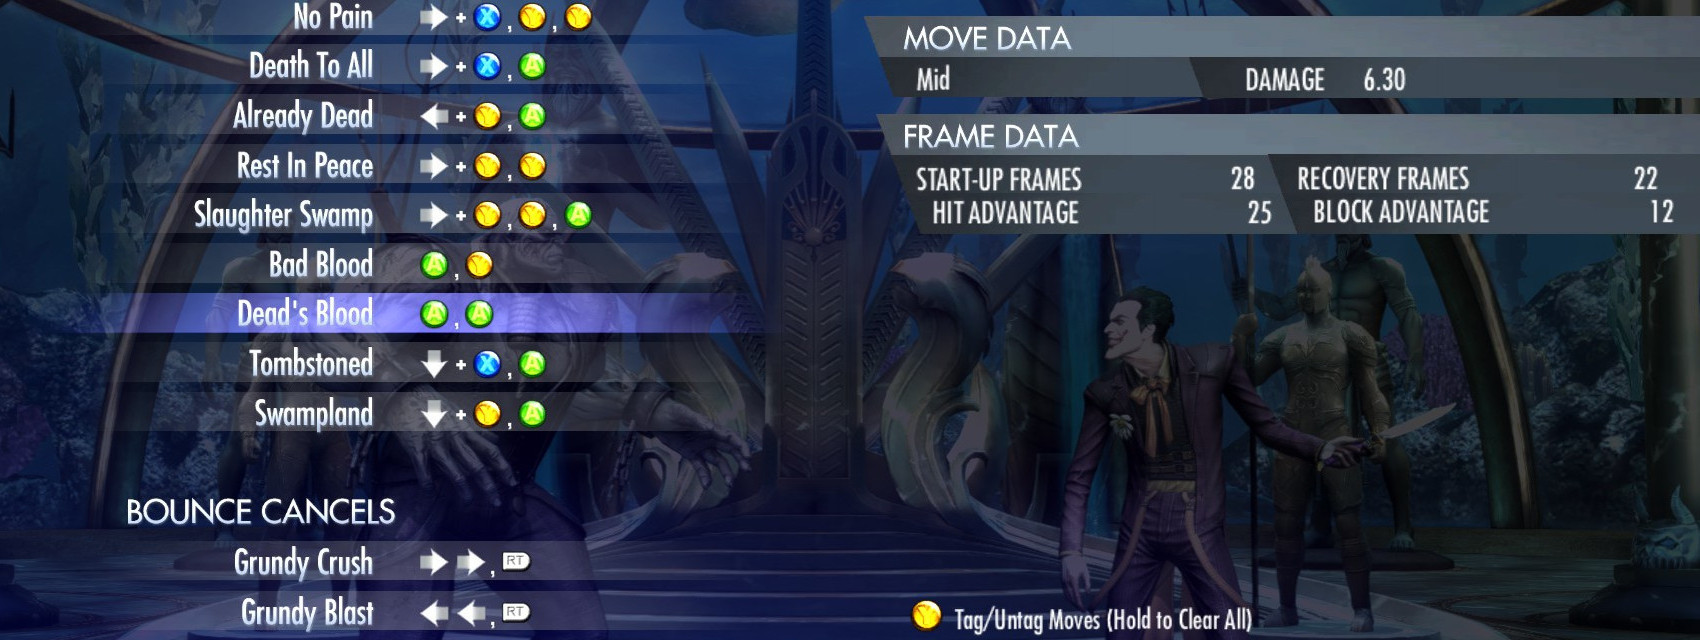 No Pain → + X , Y , Y
Death To All → + X , A
Already Dead ← + Y , A
Rest In Peace → + Y , Y
Slaughter Swamp → + Y , Y , A
Bad Blood A , Y
Dead's Blood A , A
Tombstoned ↓ + X , A
Swampland ↓ + Y , A
BOUNCE CANCELS
Grundy Crush → → , RT
Grundy Blast ← ← , RT
MOVE DATA
Mid DAMAGE 6.30
FRAME DATA
START-UP FRAMES 28 RECOVERY FRAMES 22
HIT ADVANTAGE 25 BLOCK ADVANTAGE 12
Y Tag/Untag Moves (Hold to Clear All)